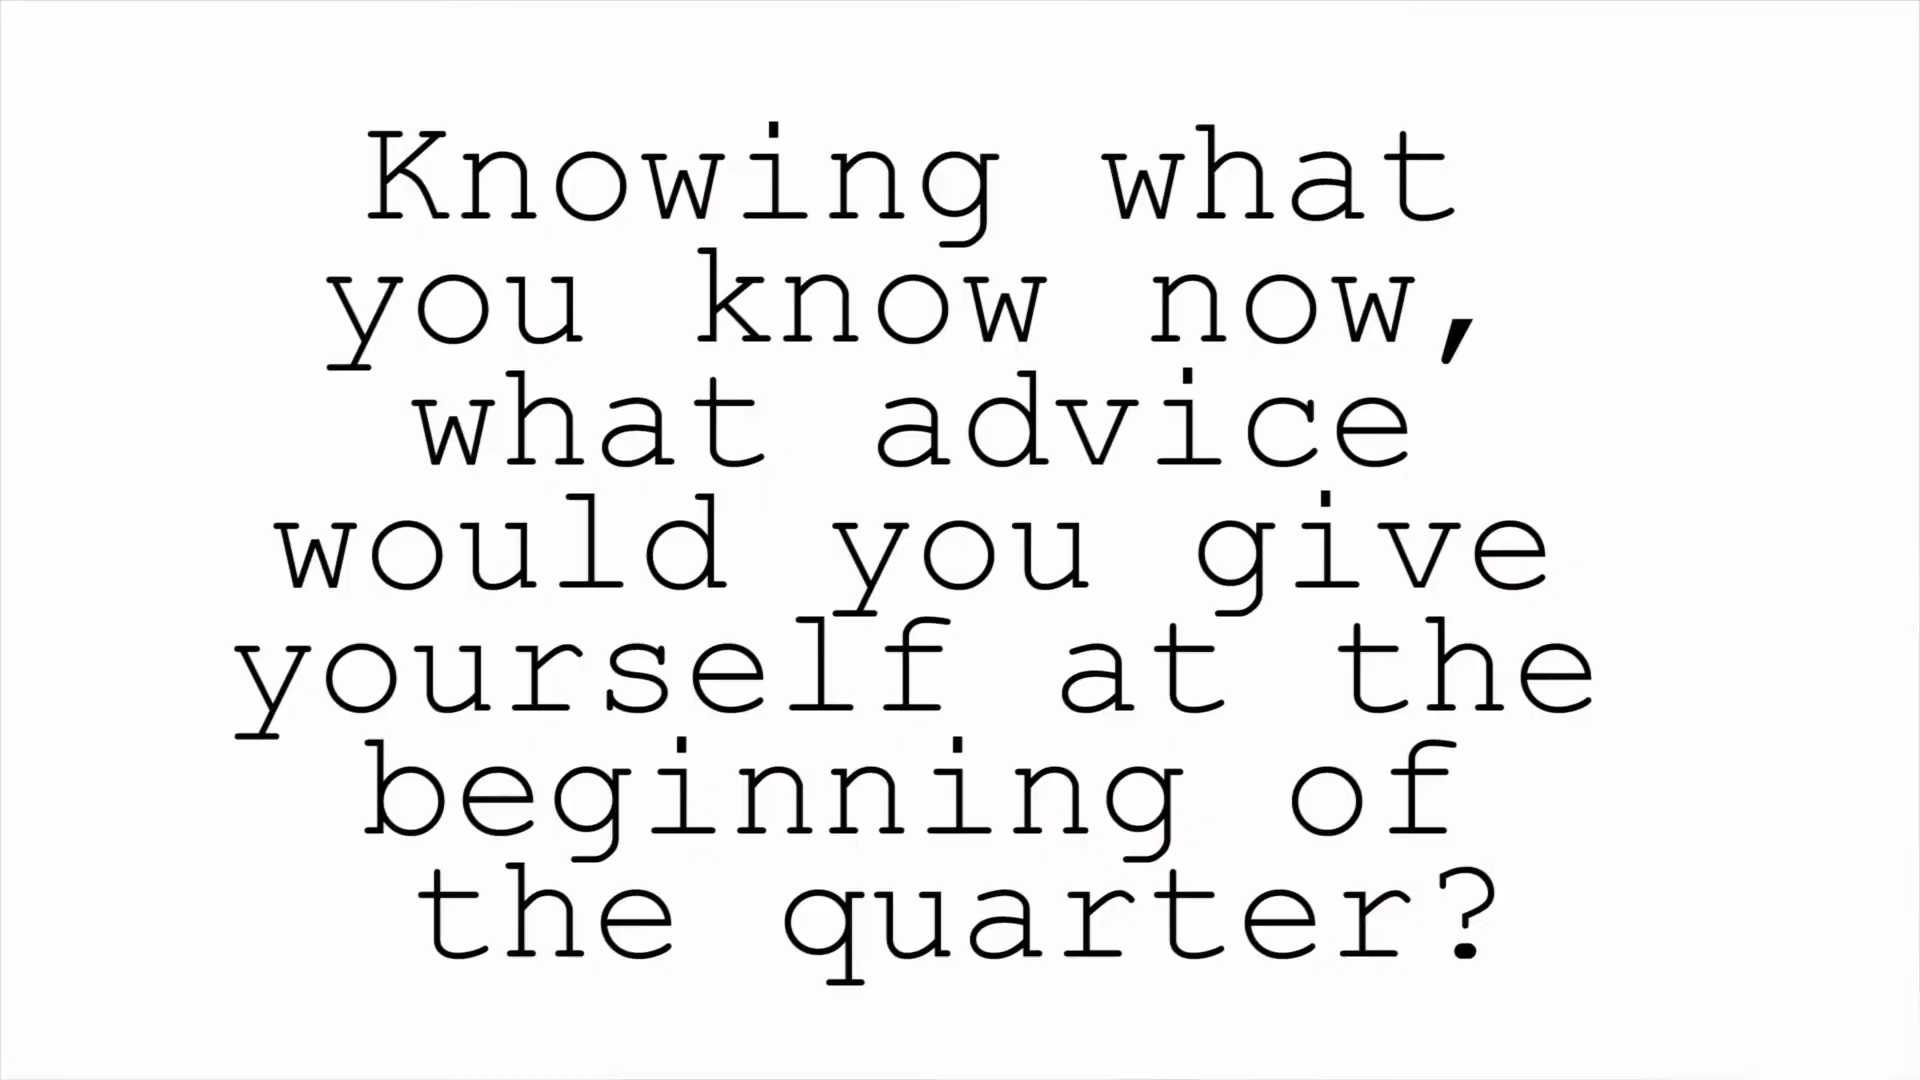 Knowing what
you know now,
what advice
would you give
yourself at the
beginning of
the quarter?